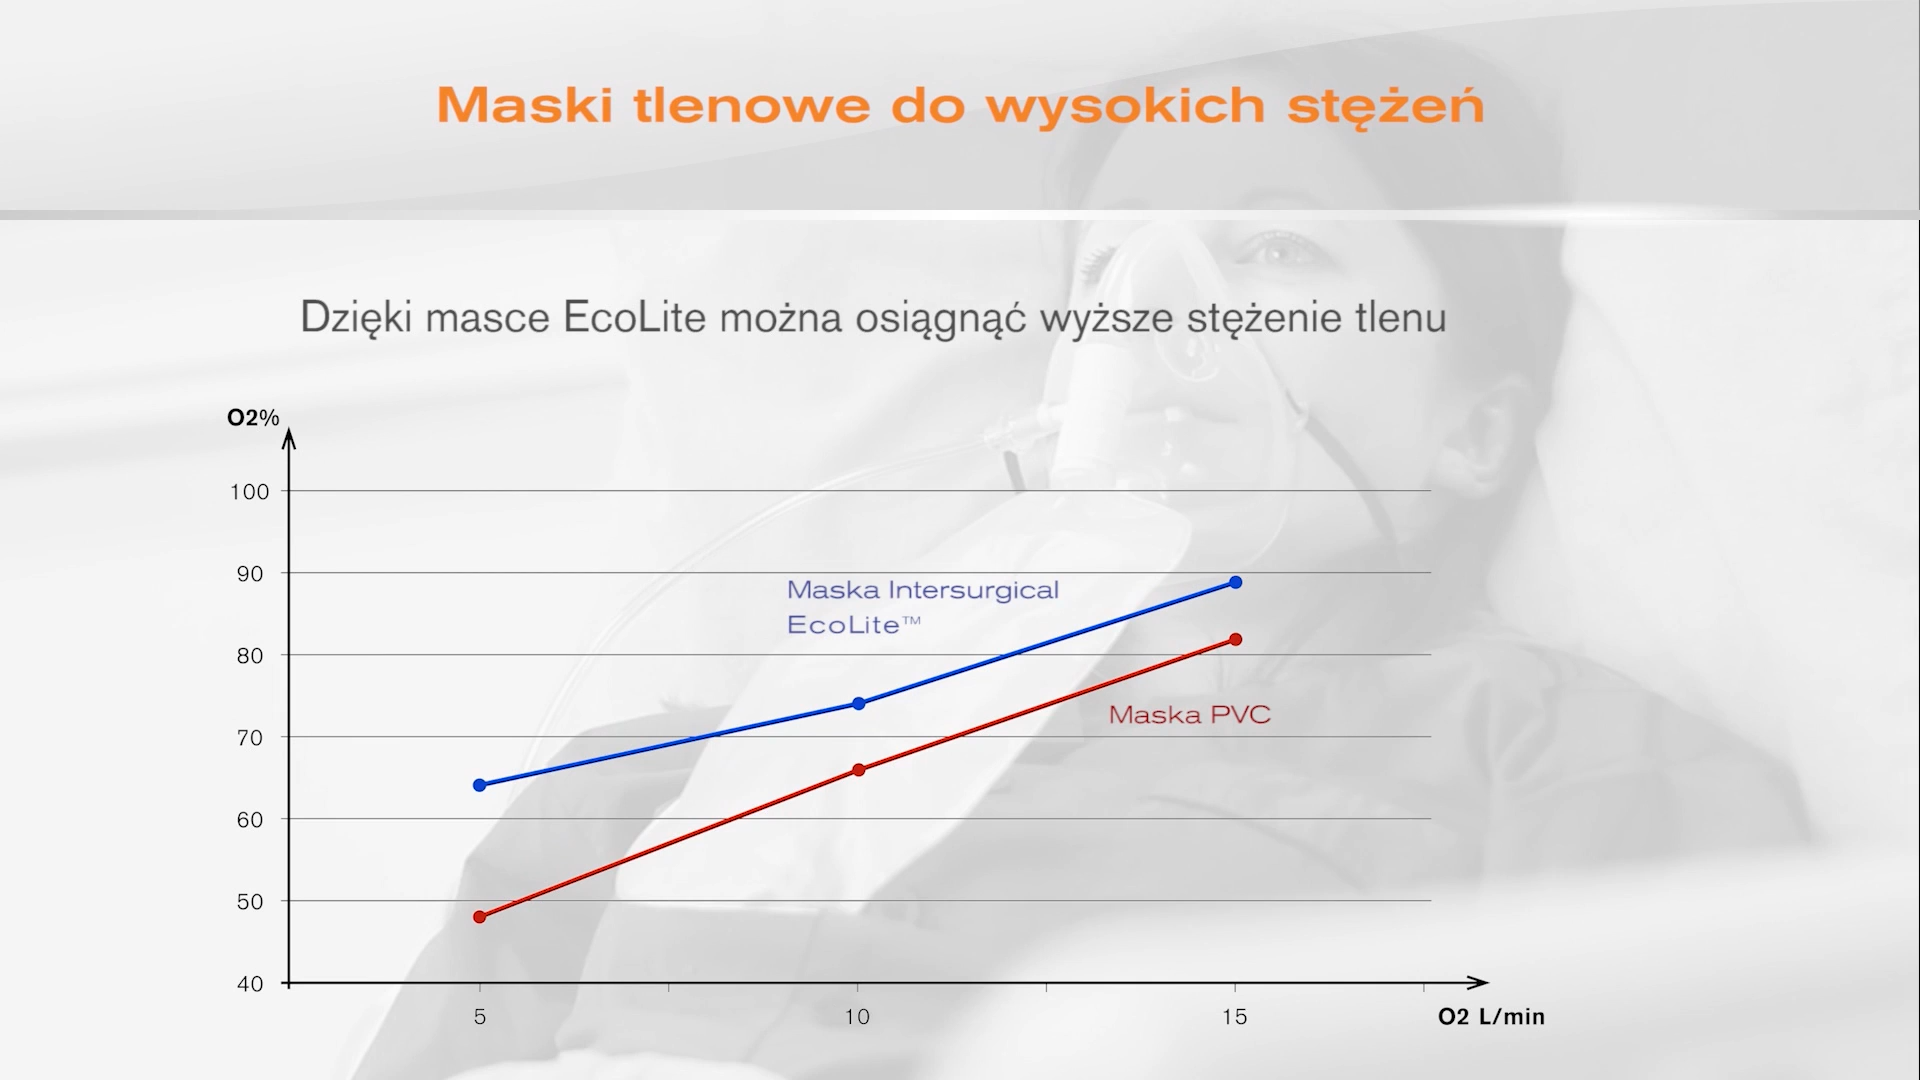 Maski tlenowe do wysokich stężeń
Dzięki masce EcoLite można osiągnąć wyższe stężenie tlenu
O2%
100
90
Maska Intersurgical
EcoLite™
80
Maska PVC
70
60
50
40
5 10 15 O2 L/min